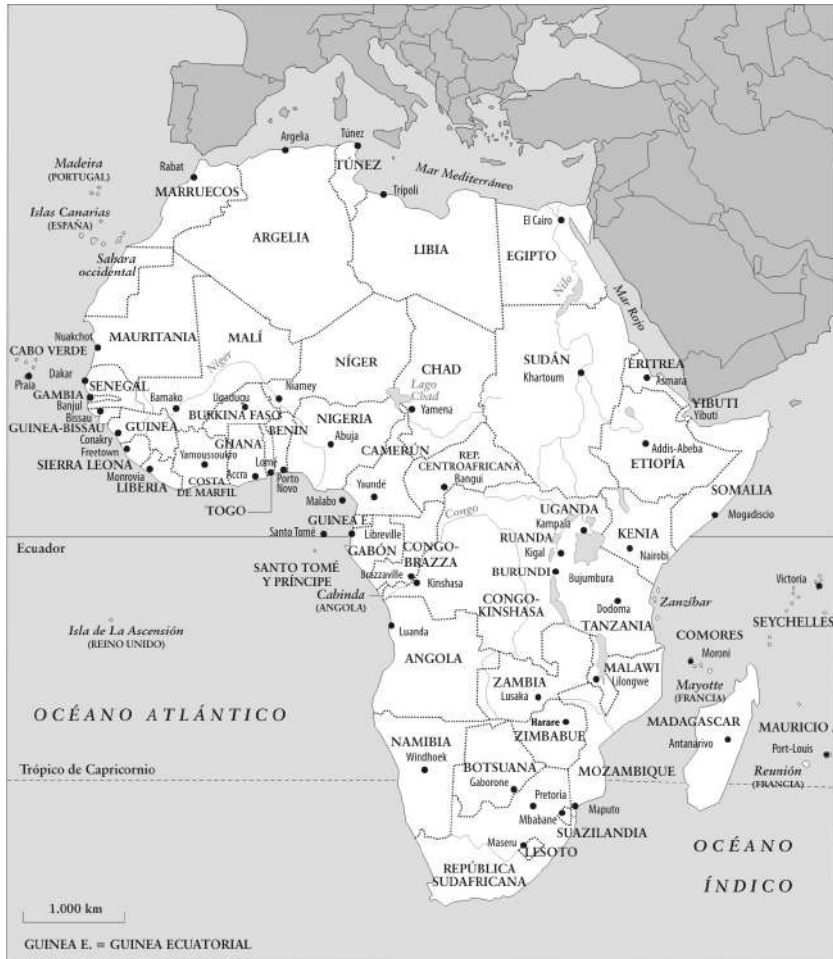 Argelia
Túnez
Madeira
(PORTUGAL)
Rabat
TÚNEZ
Mar Mediterráneo
MARRUECOS
Trípoli
Islas Canarias
(ESPAÑA)
El Cairo
ARGELIA
LIBIA
EGIPTO
Sahara
occidental
Nilo
Mar Rojo
Nuakchot
MAURITANIA
MALÍ
CABO VERDE
NÍGER
CHAD
SUDÁN
ERITREA
Níger
Praia
Dakar
SENEGAL
Khartoum
Asmara
Niamey
Lago
Chad
GAMBIA
Banjul
Bamako
Ugadugu
Yamena
YIBUTI
Yibuti
Bissau
BURKINA FASO
GUINEA-BISSAU
GUINEA
NIGERIA
BENÍN
Abuja
Conakry
GHANA
Addis-Abeba
Freetown
Yamoussoukro
CAMERÚN
REP.
CENTROAFRICANA
ETIOPÍA
SIERRA LEONA
Lomé
Bangui
Monrovia
COSTA
DE MARFIL
Accra
Porto
Novo
Yaundé
SOMALIA
LIBERIA
TOGO
Malabo
Congo
UGANDA
Mogadiscio
GUINEA E.
Kampala
KENIA
Santo Tomé
Libreville
RUANDA
Ecuador
GABÓN
CONGO-
BRAZZA
Kigal
Nairobi
SANTO TOMÉ
Y PRÍNCIPE
Brazzaville
Kinshasa
BURUNDI
Bujumbura
Victoria
Cabinda
(ANGOLA)
CONGO-
KINSHASA
Dodoma
Zanzíbar
Isla de La Ascensión
(REINO UNIDO)
Luanda
TANZANIA
SEYCHELLES
COMORES
ANGOLA
Moroni
MALAWI
ZAMBIA
Lilongwe
Lusaka
Mayotte
(FRANCIA)
OCÉANO ATLÁNTICO
Harare
MADAGASCAR
ZIMBABUE
MAURICIO
NAMIBIA
Antanarivo
Windhoek
Port-Louis
BOTSUANA
MOZAMBIQUE
Trópico de Capricornio
Gaborone
Reunión
(FRANCIA)
Pretoria
Mbabane
Maputo
SUAZILANDIA
Maseru
LESOTO
OCÉANO
REPÚBLICA
SUDAFRICANA
ÍNDICO
1.000 km
GUINEA E. = GUINEA ECUATORIAL